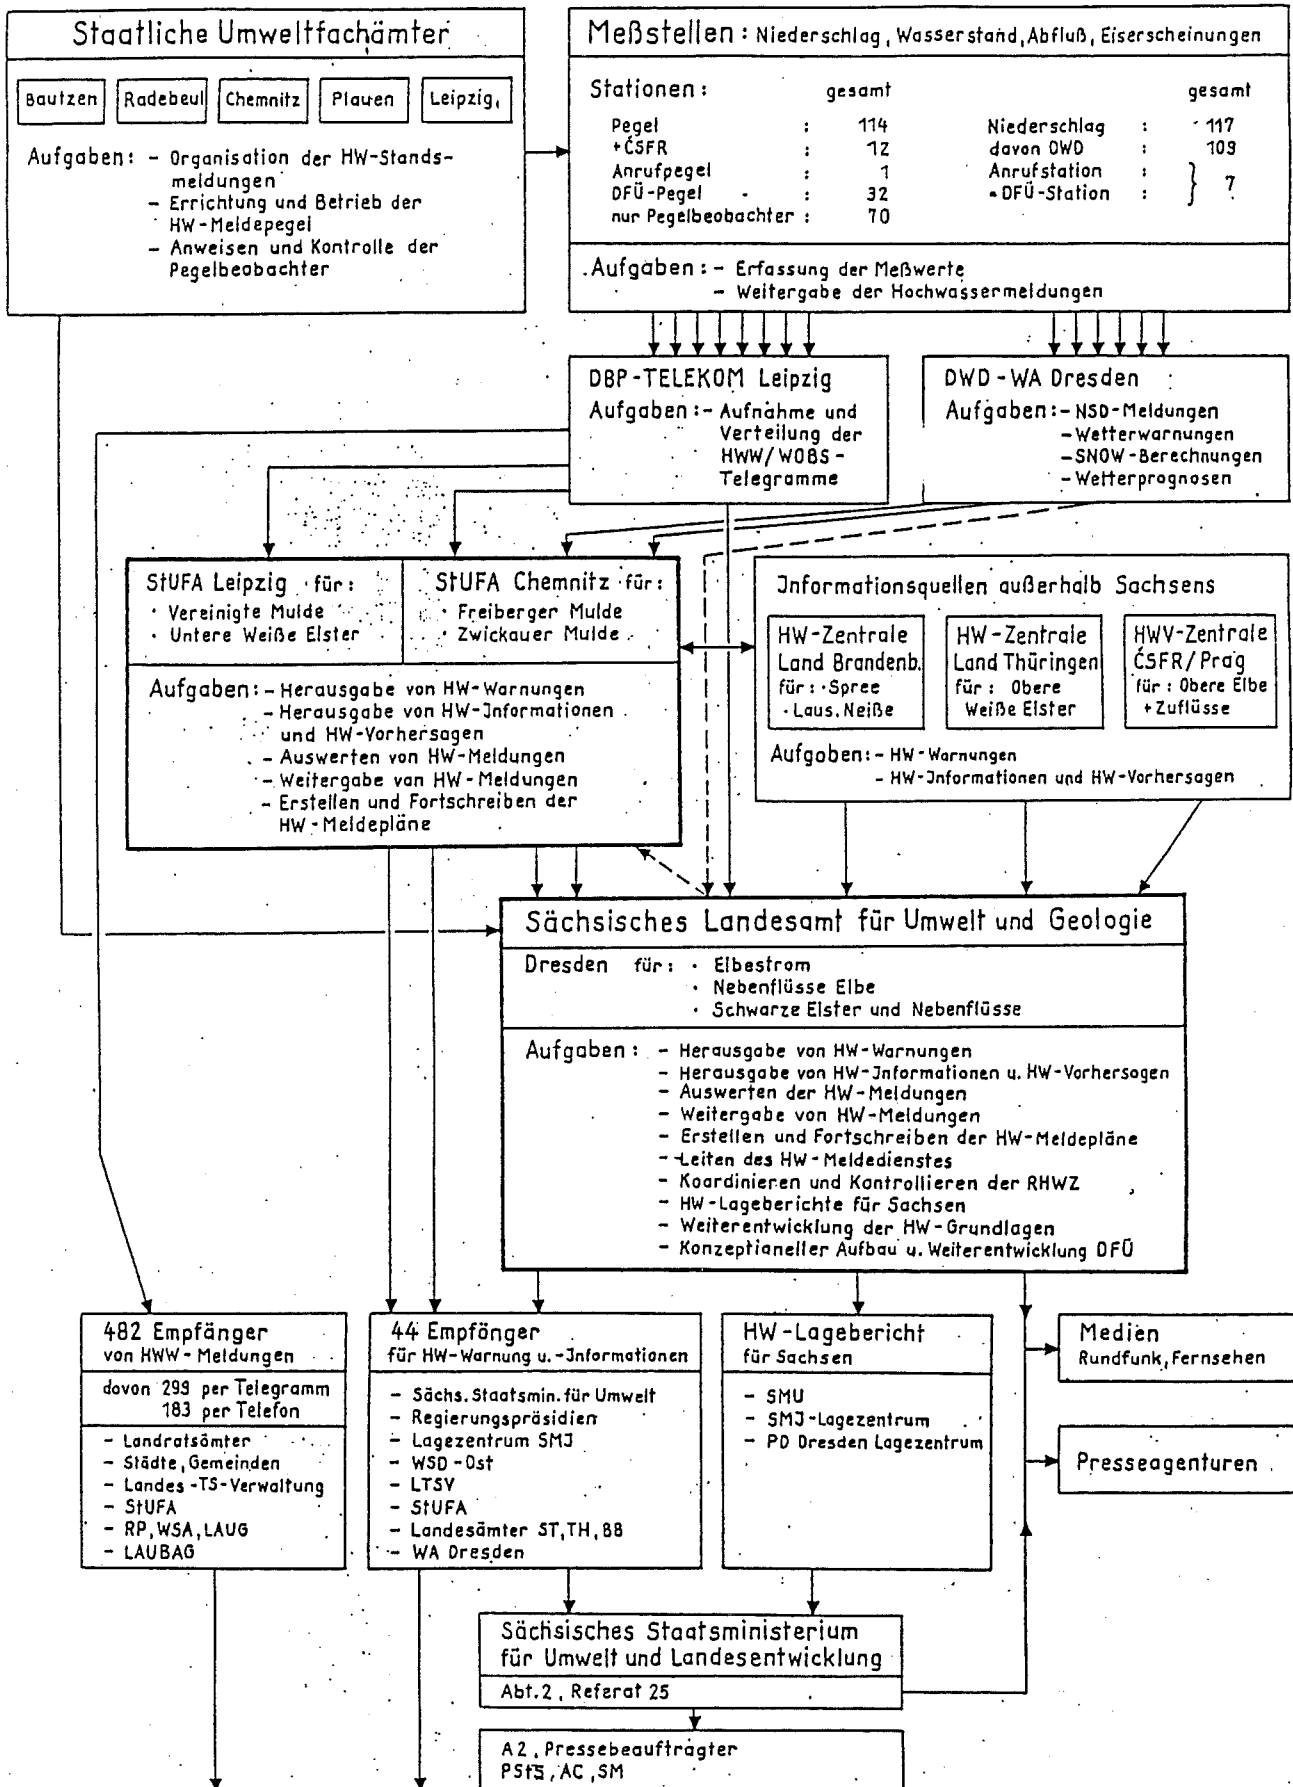 Staatliche Umweltfachämter
Bautzen
Radebeul
Chemnitz
Plauen
Leipzig
Aufgaben: - Organisation der HW-Stands-
meldungen
- Errichtung und Betrieb der
HW-Meldepegel
- Anweisen und Kontrolle der
Pegelbeobachter
Meßstellen: Niederschlag, Wasserstand, Abfluß, Eiserscheinungen
Stationen: gesamt gesamt
Pegel : 114 Niederschlag : 117
+ČSFR : 12 davon DWD : 109
Anrufpegel : 1 Anrufstation : } 7
DFÜ-Pegel : 32 DFÜ-Station :
nur Pegelbeobachter : 70
Aufgaben: - Erfassung der Meßwerte
- Weitergabe der Hochwassermeldungen
DBP-TELEKOM Leipzig
Aufgaben: - Aufnahme und
Verteilung der
HWW/WOBS-
Telegramme
DWD-WA Dresden
Aufgaben: - NSD-Meldungen
- Wetterwarnungen
- SNOW-Berechnungen
- Wetterprognosen
StUFA Leipzig für:
· Vereinigte Mulde
· Untere Weiße Elster
StUFA Chemnitz für:
· Freiberger Mulde
· Zwickauer Mulde
Aufgaben: - Herausgabe von HW-Warnungen
- Herausgabe von HW-Informationen
und HW-Vorhersagen
- Auswerten von HW-Meldungen
- Weitergabe von HW-Meldungen
- Erstellen und Fortschreiben der
HW-Meldepläne
Informationsquellen außerhalb Sachsens
HW-Zentrale
Land Brandenb.
für: · Spree
· Laus. Neiße
HW-Zentrale
Land Thüringen
für: Obere
Weiße Elster
HWV-Zentrale
ČSFR/Prag
für: Obere Elbe
+ Zuflüsse
Aufgaben: - HW-Warnungen
- HW-Informationen und HW-Vorhersagen
Sächsisches Landesamt für Umwelt und Geologie
Dresden für: · Elbestrom
· Nebenflüsse Elbe
· Schwarze Elster und Nebenflüsse
Aufgaben: - Herausgabe von HW-Warnungen
- Herausgabe von HW-Informationen u. HW-Vorhersagen
- Auswerten der HW-Meldungen
- Weitergabe von HW-Meldungen
- Erstellen und Fortschreiben der HW-Meldepläne
- Leiten des HW-Meldedienstes
- Koordinieren und Kontrollieren der RHWZ
- HW-Lageberichte für Sachsen
- Weiterentwicklung der HW-Grundlagen
- Konzeptioneller Aufbau u. Weiterentwicklung DFÜ
482 Empfänger
von HWW-Meldungen
davon 299 per Telegramm
183 per Telefon
- Landratsämter
- Städte, Gemeinden
- Landes-TS-Verwaltung
- StUFA
- RP, WSA, LAUG
- LAUBAG
44 Empfänger
für HW-Warnung u.-Informationen
- Sächs. Staatsmin. für Umwelt
- Regierungspräsidien
- Lagezentrum SMJ
- WSD-Ost
- LTSV
- StUFA
- Landesämter ST, TH, BB
- WA Dresden
HW-Lagebericht
für Sachsen
- SMU
- SMJ-Lagezentrum
- PD Dresden Lagezentrum
Medien
Rundfunk, Fernsehen
Presseagenturen
Sächsisches Staatsministerium
für Umwelt und Landesentwicklung
Abt. 2, Referat 25
A2, Pressebeauftragter
PStS, AC, SM